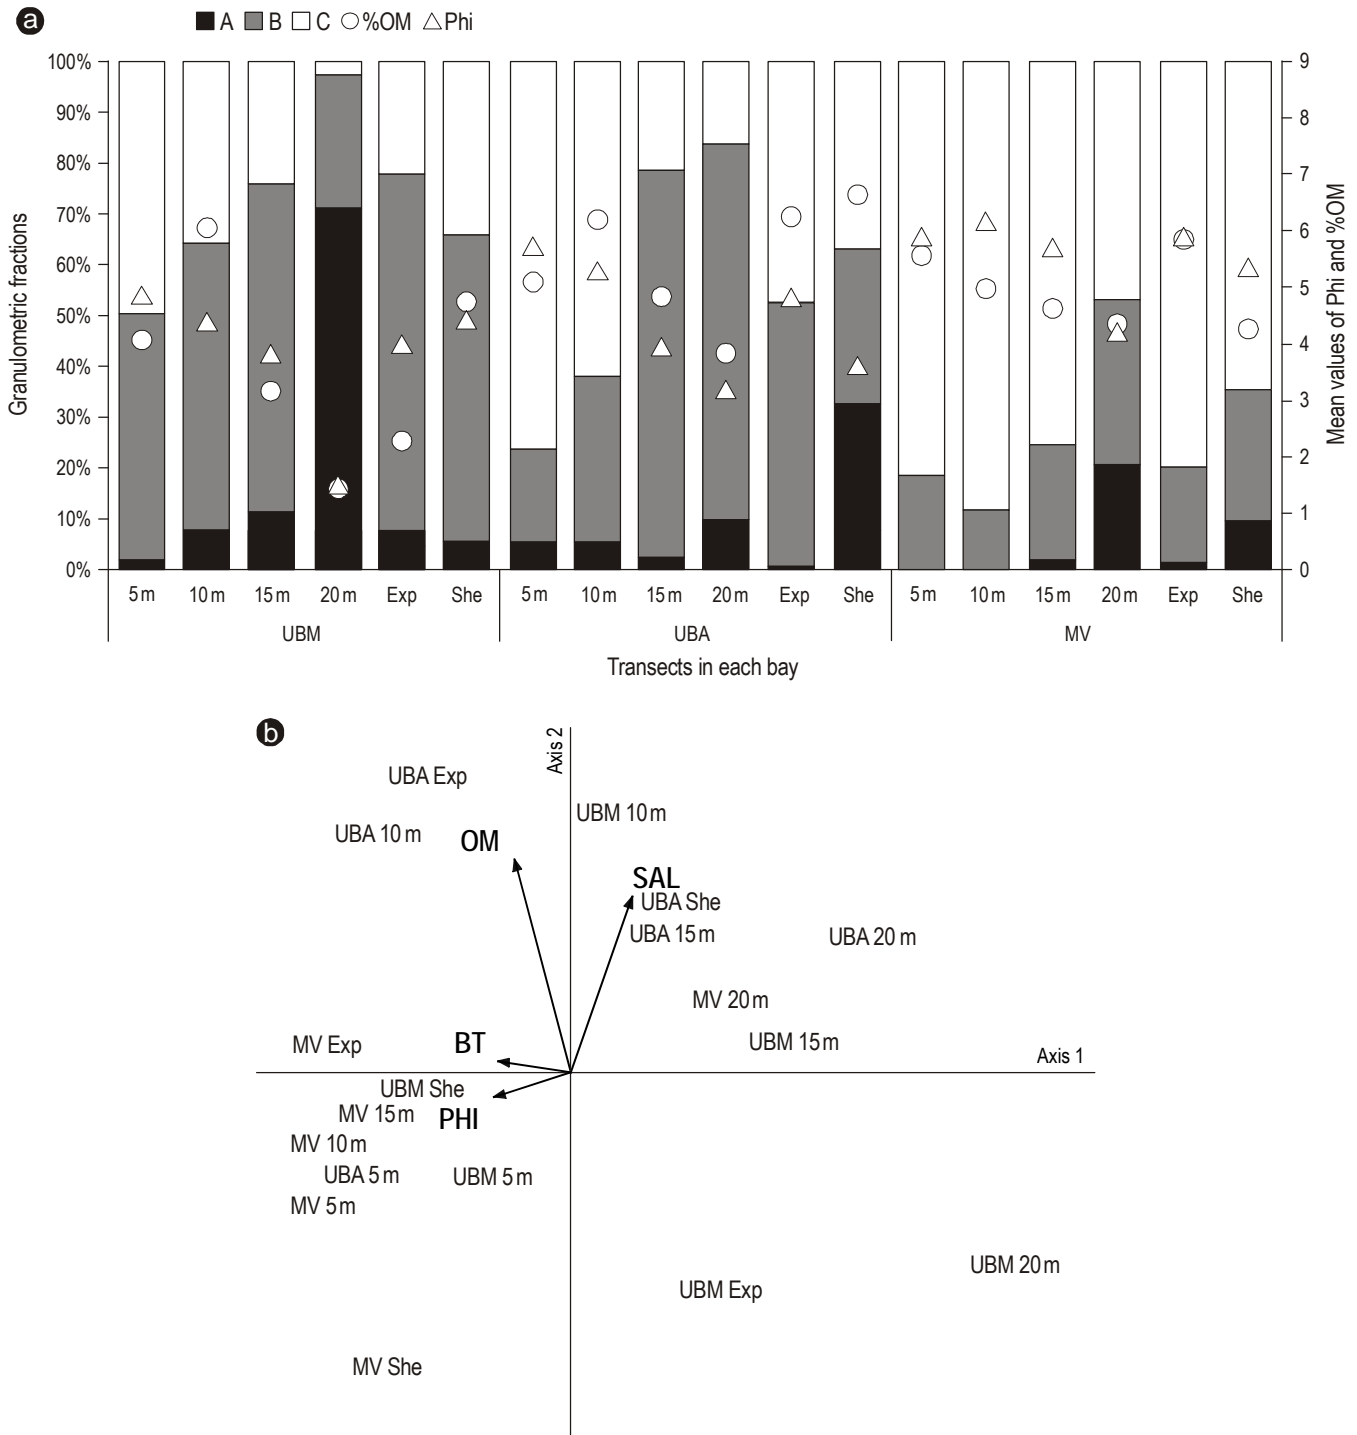 a
A B C %OM Phi
100%
90%
80%
70%
60%
50%
40%
30%
20%
10%
0%
Granulometric fractions
9
8
7
6
5
4
3
2
1
0
Mean values of Phi and %OM
5 m 10 m 15 m 20 m Exp She 5 m 10 m 15 m 20 m Exp She 5 m 10 m 15 m 20 m Exp She
UBM UBA MV
Transects in each bay
b
Axis 2
UBA Exp
UBM 10 m
UBA 10 m
OM
SAL
UBA She
UBA 15 m
UBA 20 m
MV 20 m
UBM 15 m
MV Exp
BT
Axis 1
UBM She
MV 15 m
PHI
MV 10 m
UBA 5 m
UBM 5 m
MV 5 m
UBM 20 m
UBM Exp
MV She